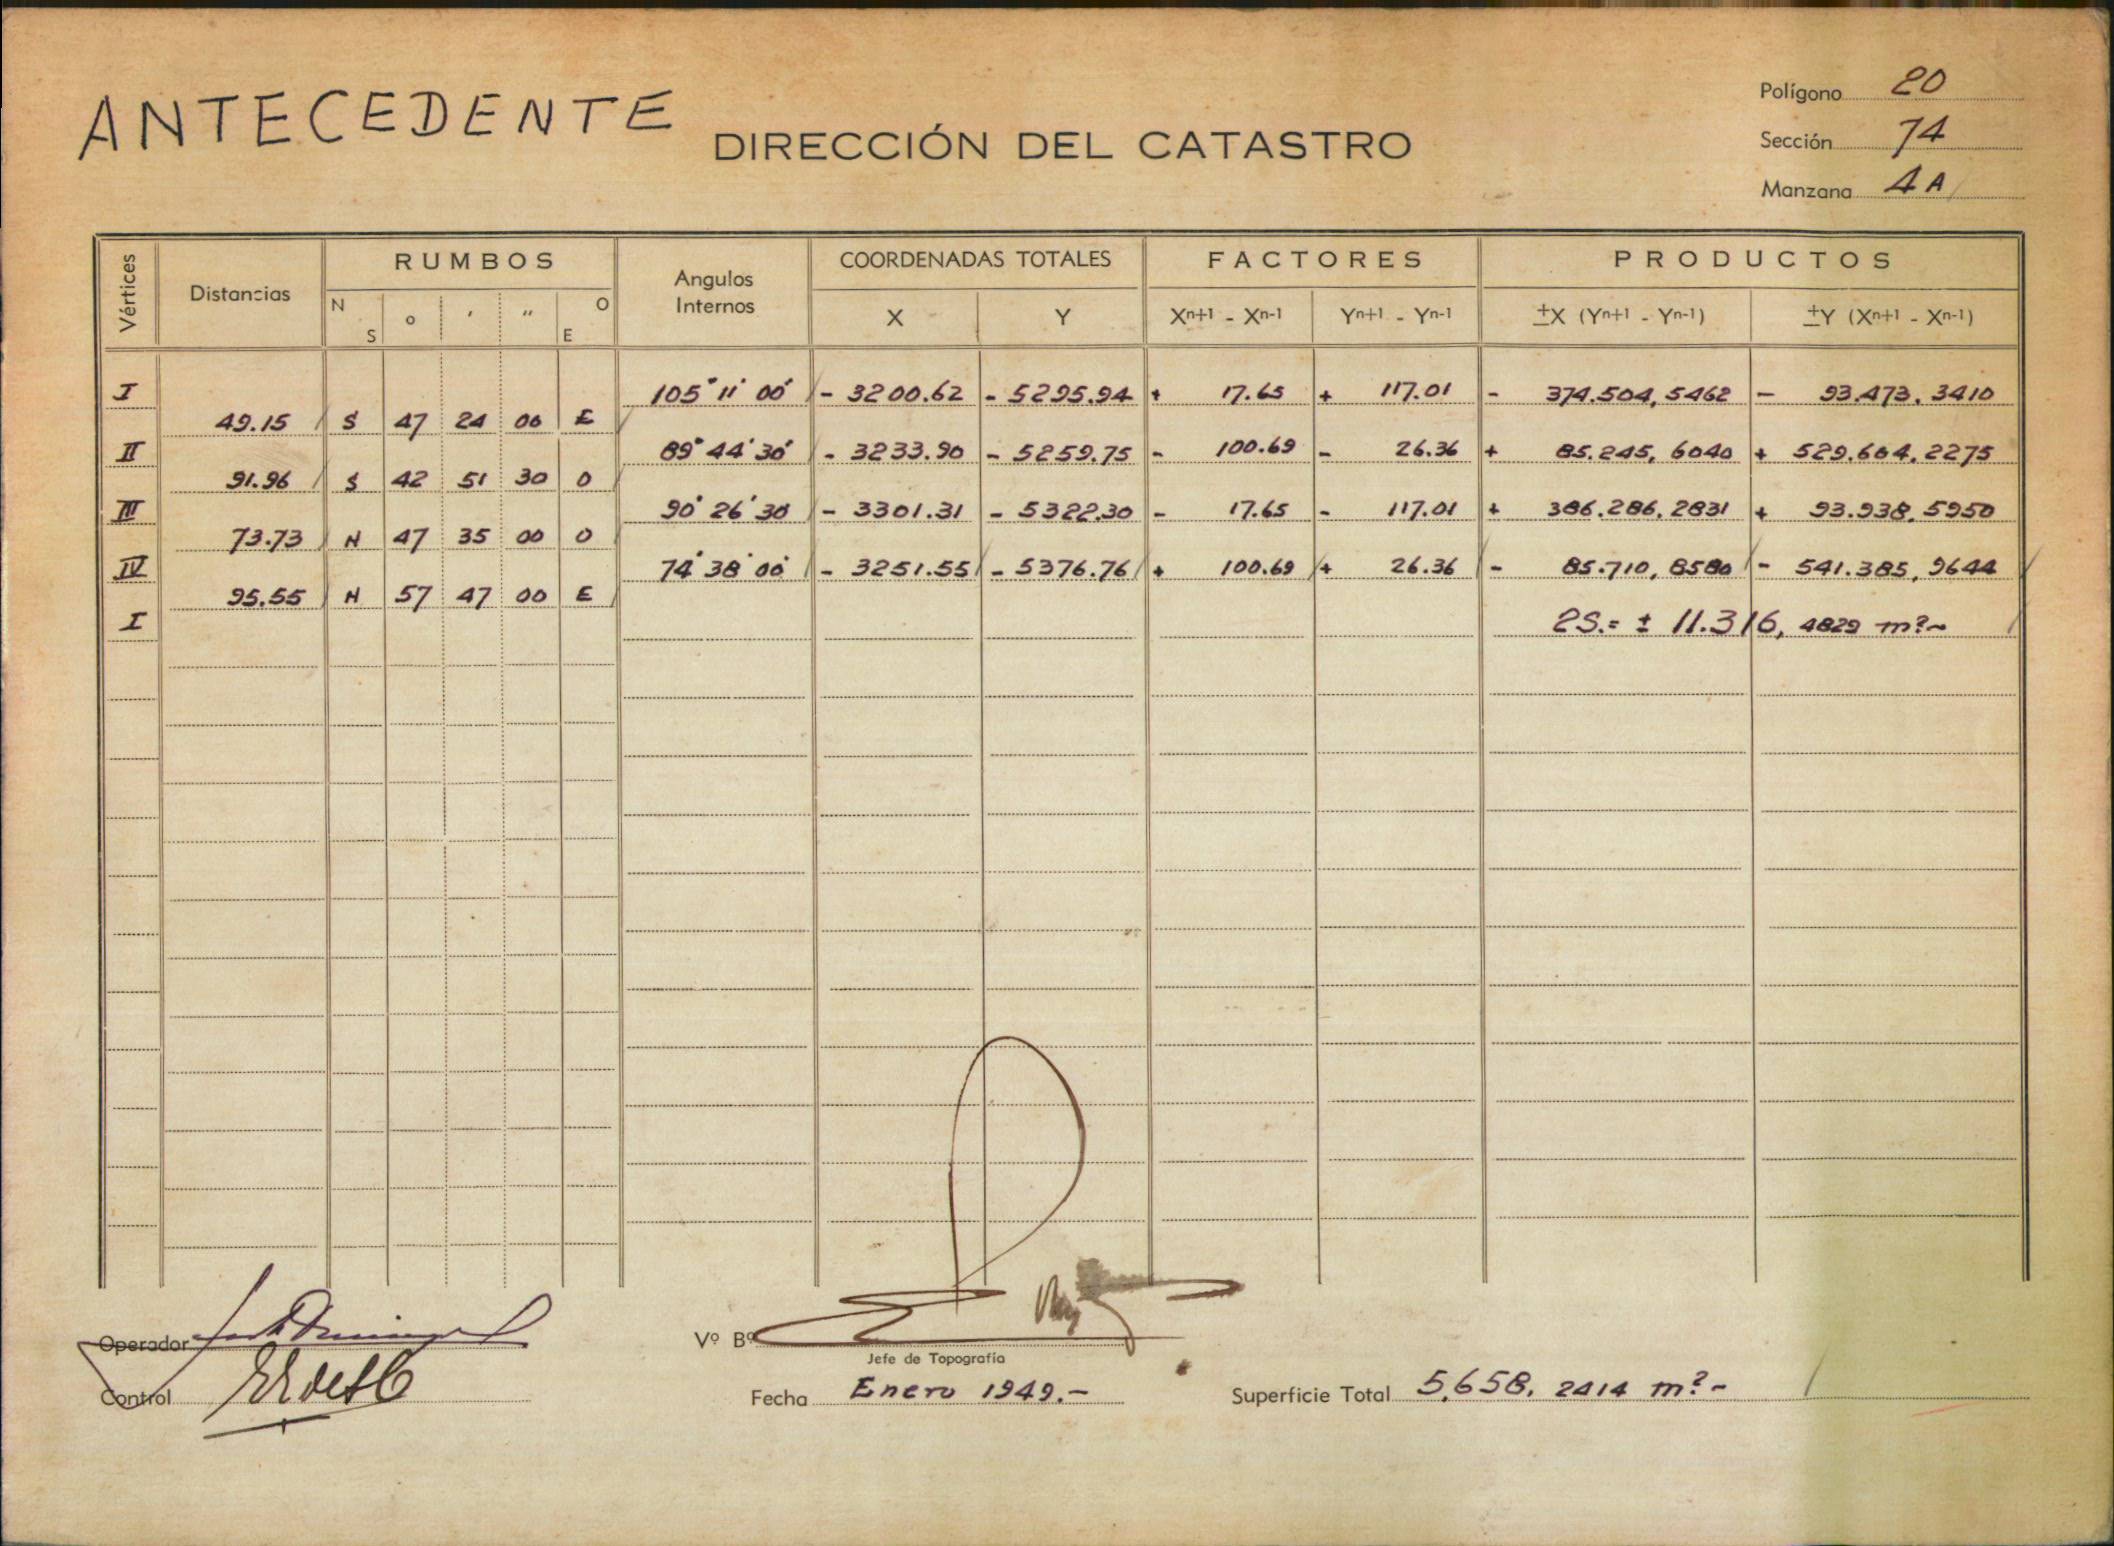 ANTECEDENTE
DIRECCIÓN DEL CATASTRO
Polígono 20
Sección 74
Manzana 4A
Vértices Distancias RUMBOS Angulos Internos COORDENADAS TOTALES FACTORES PRODUCTOS
N S o ' " O E X Y Xn+1 - Xn-1 Yn+1 - Yn-1 ±X (Yn+1 - Yn-1) ±Y (Xn+1 - Xn-1)
I 105° 11' 00" - 3200.62 - 5295.94 + 17.65 + 117.01 - 374.504,5462 - 93.473,3410
49.15 S 47 24 00 E
II 89° 44' 30" - 3233.90 - 5259.75 - 100.69 - 26.36 + 85.245,6040 + 529.604.2275
91.96 S 42 51 30 O
III 90° 26' 30" - 3301.31 - 5322.30 - 17.65 - 117.01 + 386.286.2831 + 93.938,5950
73.73 N 47 35 00 O
IV 74° 38' 00" - 3251.55 - 5376.76 + 100.69 + 26.36 - 85.710,8580 - 541.385,9644
95.55 N 57 47 00 E
I 2S.= ± 11.316, 4829 m²-
Operador
Control
Vº Bº
Jefe de Topografía
Fecha Enero 1949.-
Superficie Total 5,658, 2414 m²-